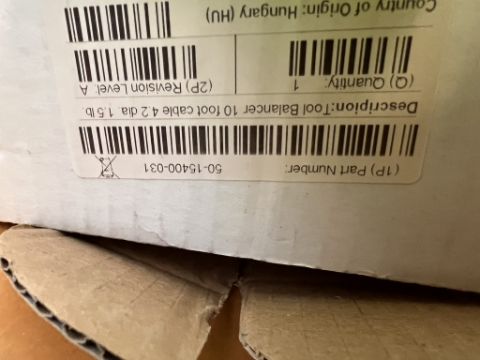 (1P) Part Number: 50-15400-031
Descripion:Tool Balancer 10 foot cable 4.2 dia. 1.5 lb
(Q) Quantity: 1 (2P) Revision Level: A
Country of Origin: Hungary (HU)